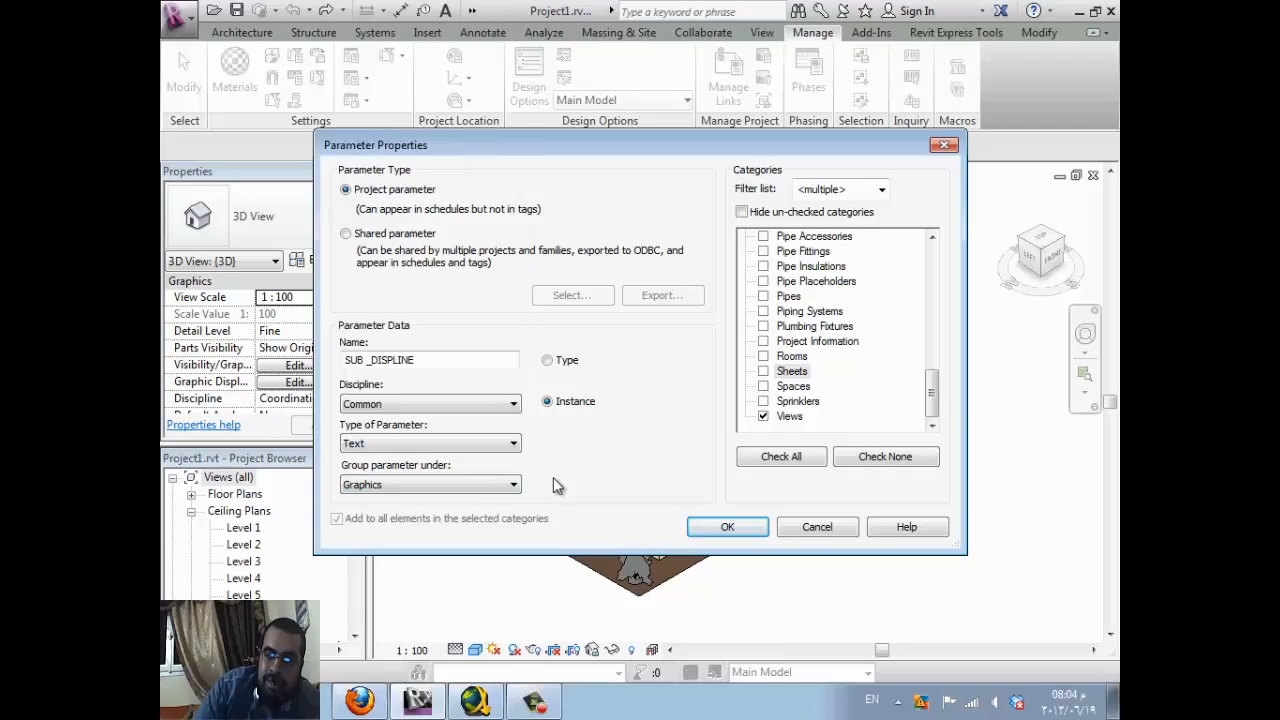 Project1.rv...
Type a keyword or phrase
Sign In
Architecture
Structure
Systems
Insert
Annotate
Analyze
Massing & Site
Collaborate
View
Manage
Add-Ins
Revit Express Tools
Modify
Modify
Materials
Design
Options
Main Model
Manage
Links
Phases
Select
Settings
Project Location
Design Options
Manage Project
Phasing
Selection
Inquiry
Macros
Properties
3D View
3D View: {3D}
Graphics
View Scale
1 : 100
Scale Value 1:
100
Detail Level
Fine
Parts Visibility
Show Origi
Visibility/Grap...
Edit...
Graphic Displ...
Edit...
Discipline
Coordinati
Properties help
Project1.rvt - Project Browser
Views (all)
Floor Plans
Ceiling Plans
Level 1
Level 2
Level 3
Level 4
Level 5
Parameter Properties
Parameter Type
Project parameter
(Can appear in schedules but not in tags)
Shared parameter
(Can be shared by multiple projects and families, exported to ODBC, and
appear in schedules and tags)
Select...
Export...
Parameter Data
Name:
SUB _DISPLINE
Type
Discipline:
Common
Instance
Type of Parameter:
Text
Group parameter under:
Graphics
Add to all elements in the selected categories
Categories
Filter list:
<multiple>
Hide un-checked categories
Pipe Accessories
Pipe Fittings
Pipe Insulations
Pipe Placeholders
Pipes
Piping Systems
Plumbing Fixtures
Project Information
Rooms
Sheets
Spaces
Sprinklers
Views
Check All
Check None
OK
Cancel
Help
TOP
LEFT
FRONT
1 : 100
:0
Main Model
EN
08:04 م
٢٠١٣/٠٦/١٩